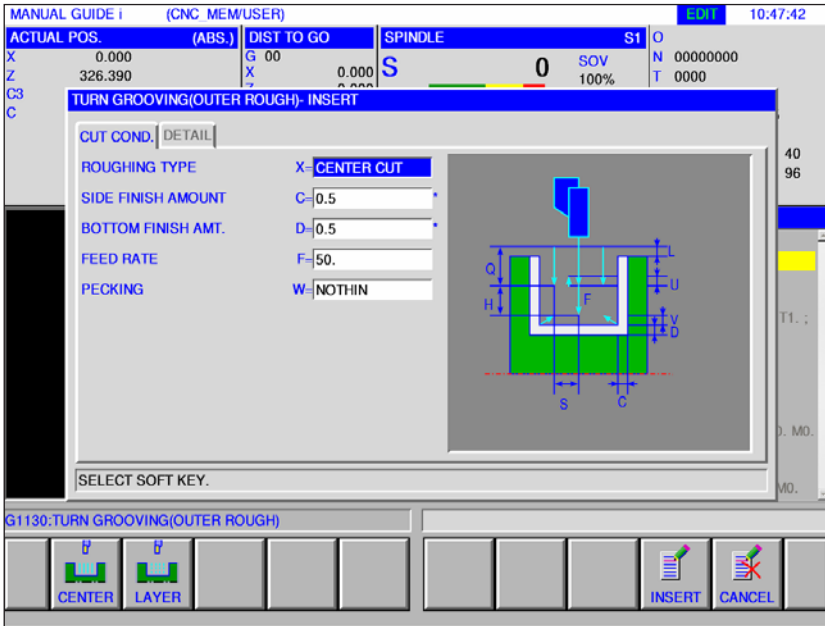 MANUAL GUIDE i (CNC_MEM/USER) EDIT 10:47:42
ACTUAL POS. (ABS.) DIST TO GO SPINDLE S1 O
X 0.000 G 00 N 00000000
Z 326.390 X 0.000 S 0 SOV 100% T 0000
C3
C
TURN GROOVING(OUTER ROUGH)- INSERT
CUT COND. DETAIL
ROUGHING TYPE X= CENTER CUT
SIDE FINISH AMOUNT C= 0.5 *
BOTTOM FINISH AMT. D= 0.5 *
FEED RATE F= 50.
PECKING W= NOTHIN
Q
H
F
L
U
V
D
S
C
40
96
T1. ;
M0.
M0.
SELECT SOFT KEY.
G1130:TURN GROOVING(OUTER ROUGH)
CENTER LAYER INSERT CANCEL